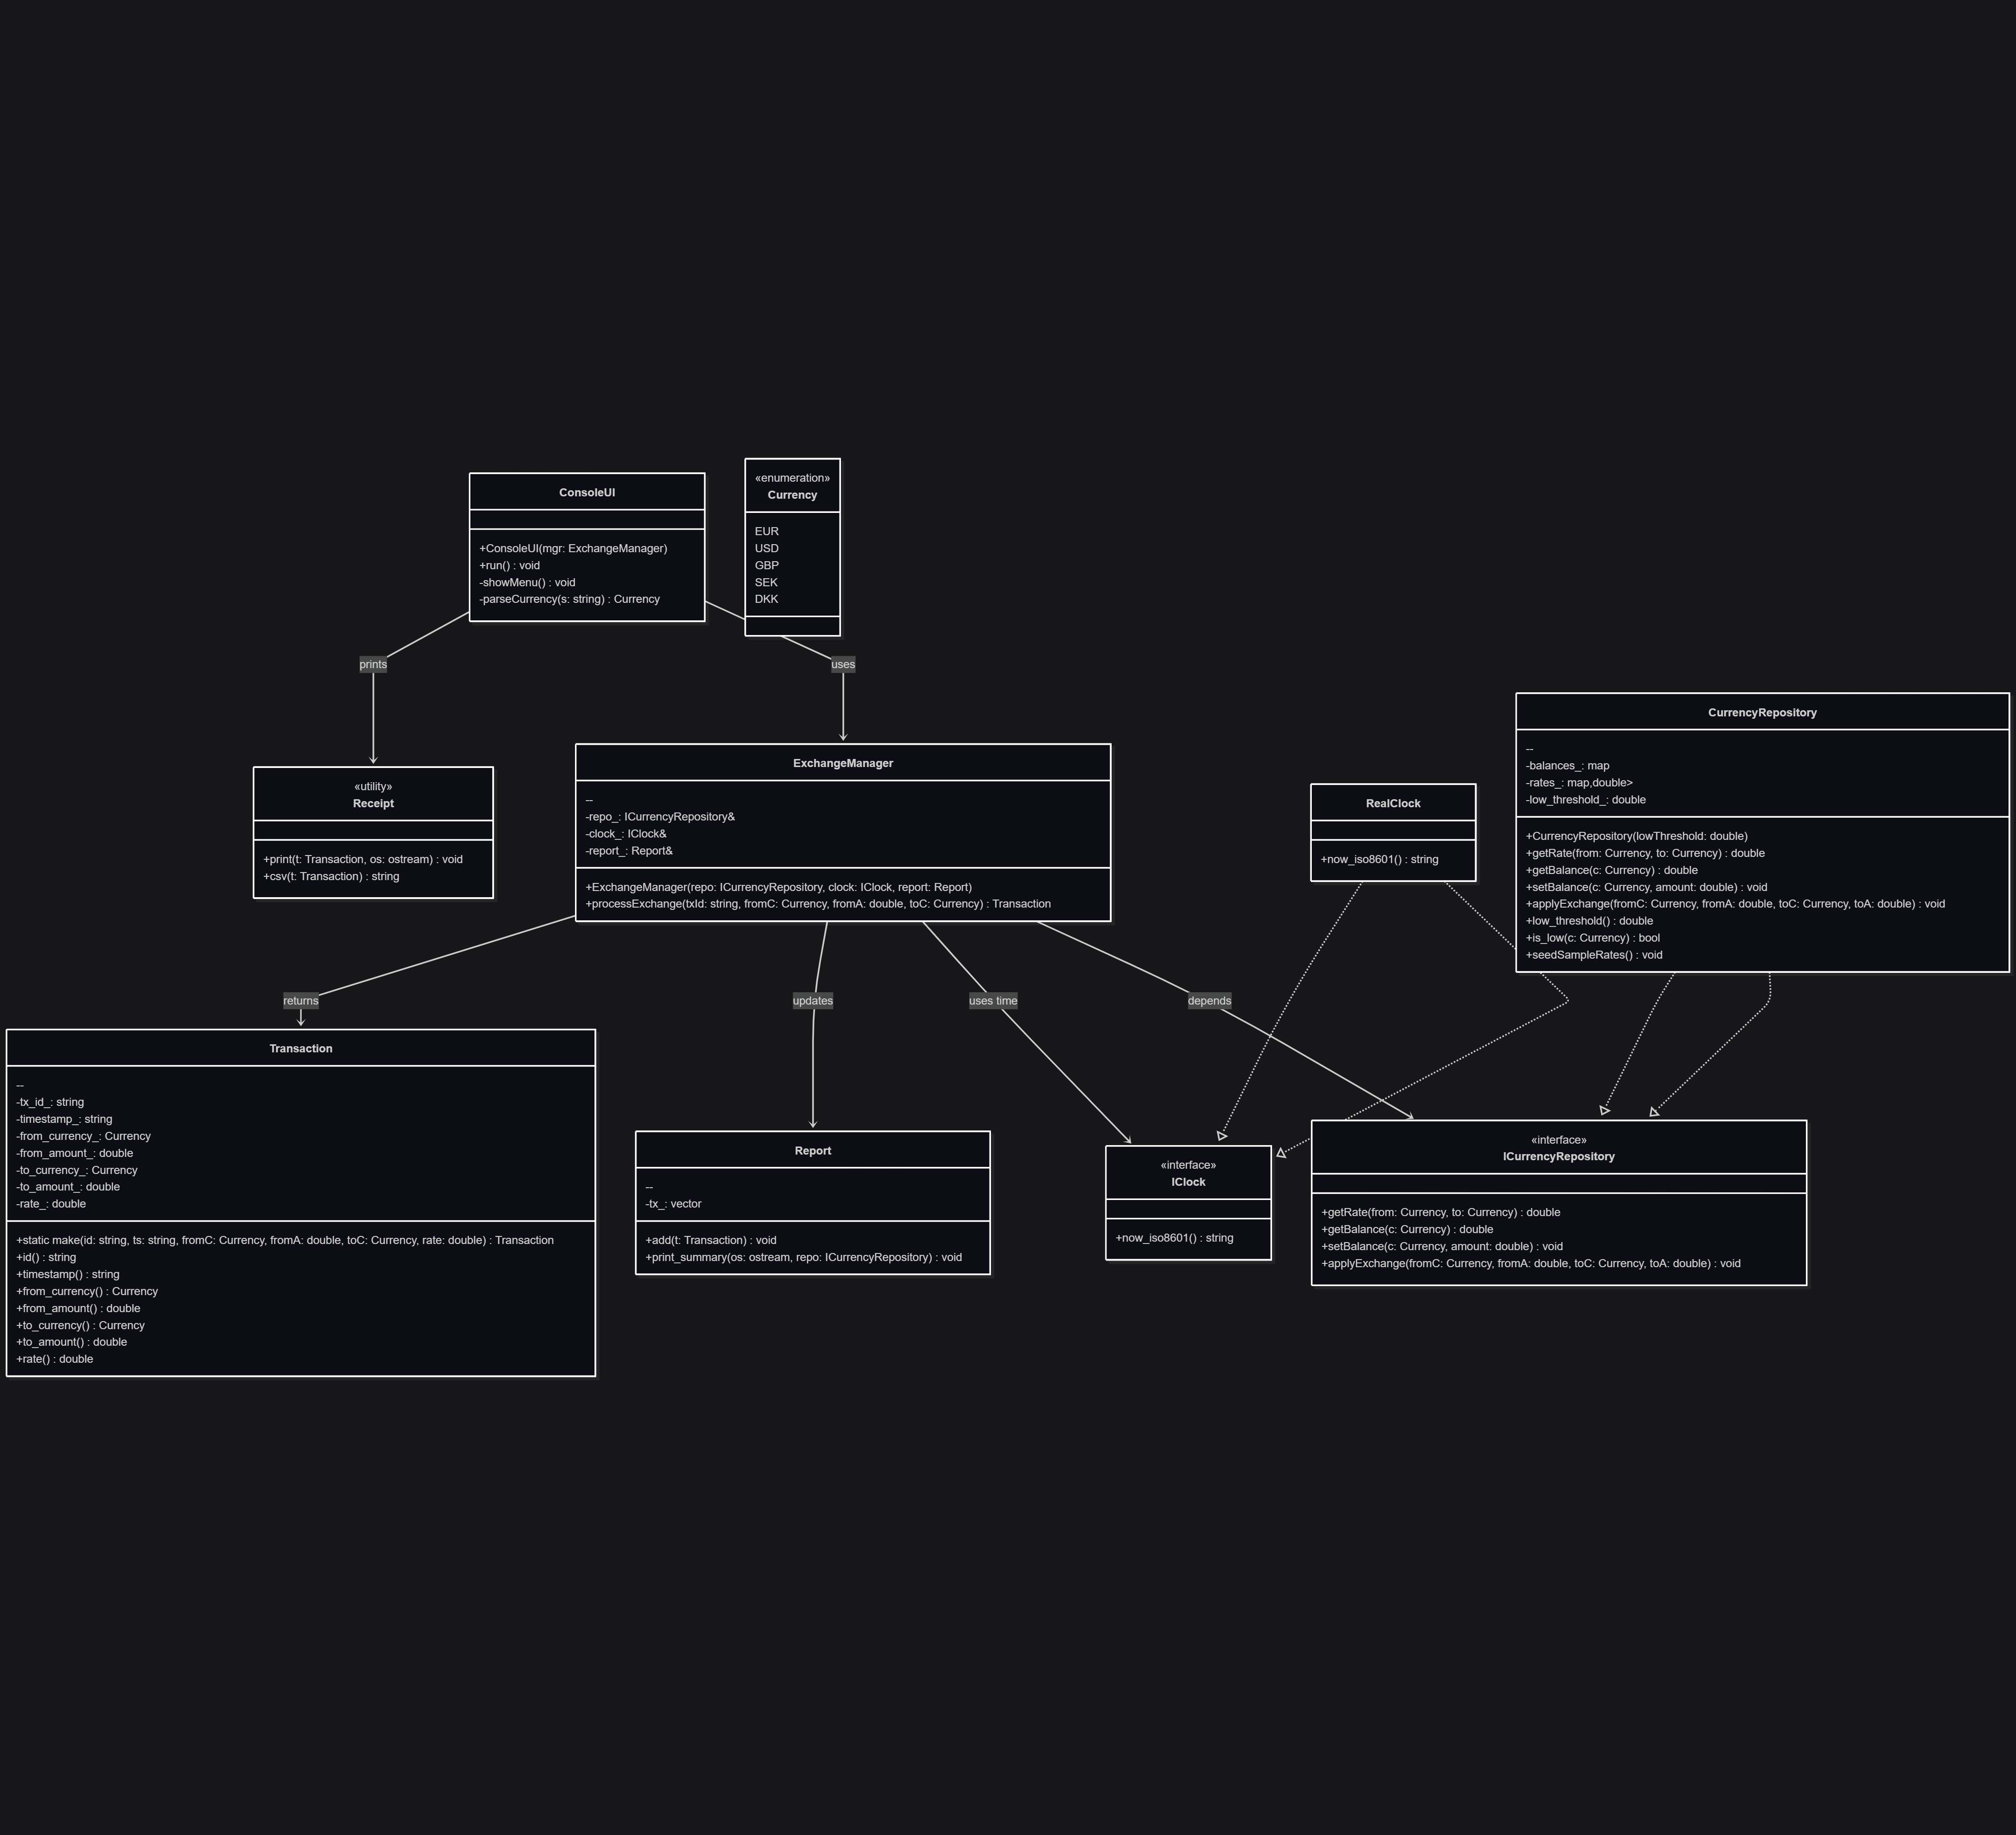 ConsoleUI
+ConsoleUI(mgr: ExchangeManager)
+run() : void
-showMenu() : void
-parseCurrency(s: string) : Currency
«enumeration»
Currency
EUR
USD
GBP
SEK
DKK
prints
uses
«utility»
Receipt
+print(t: Transaction, os: ostream) : void
+csv(t: Transaction) : string
ExchangeManager
--
-repo_: ICurrencyRepository&
-clock_: IClock&
-report_: Report&
+ExchangeManager(repo: ICurrencyRepository, clock: IClock, report: Report)
+processExchange(txId: string, fromC: Currency, fromA: double, toC: Currency) : Transaction
RealClock
+now_iso8601() : string
CurrencyRepository
--
-balances_: map
-rates_: map,double>
-low_threshold_: double
+CurrencyRepository(lowThreshold: double)
+getRate(from: Currency, to: Currency) : double
+getBalance(c: Currency) : double
+setBalance(c: Currency, amount: double) : void
+applyExchange(fromC: Currency, fromA: double, toC: Currency, toA: double) : void
+low_threshold() : double
+is_low(c: Currency) : bool
+seedSampleRates() : void
returns
updates
uses time
depends
Transaction
--
-tx_id_: string
-timestamp_: string
-from_currency_: Currency
-from_amount_: double
-to_currency_: Currency
-to_amount_: double
-rate_: double
+static make(id: string, ts: string, fromC: Currency, fromA: double, toC: Currency, rate: double) : Transaction
+id() : string
+timestamp() : string
+from_currency() : Currency
+from_amount() : double
+to_currency() : Currency
+to_amount() : double
+rate() : double
Report
--
-tx_: vector
+add(t: Transaction) : void
+print_summary(os: ostream, repo: ICurrencyRepository) : void
«interface»
IClock
+now_iso8601() : string
«interface»
ICurrencyRepository
+getRate(from: Currency, to: Currency) : double
+getBalance(c: Currency) : double
+setBalance(c: Currency, amount: double) : void
+applyExchange(fromC: Currency, fromA: double, toC: Currency, toA: double) : void